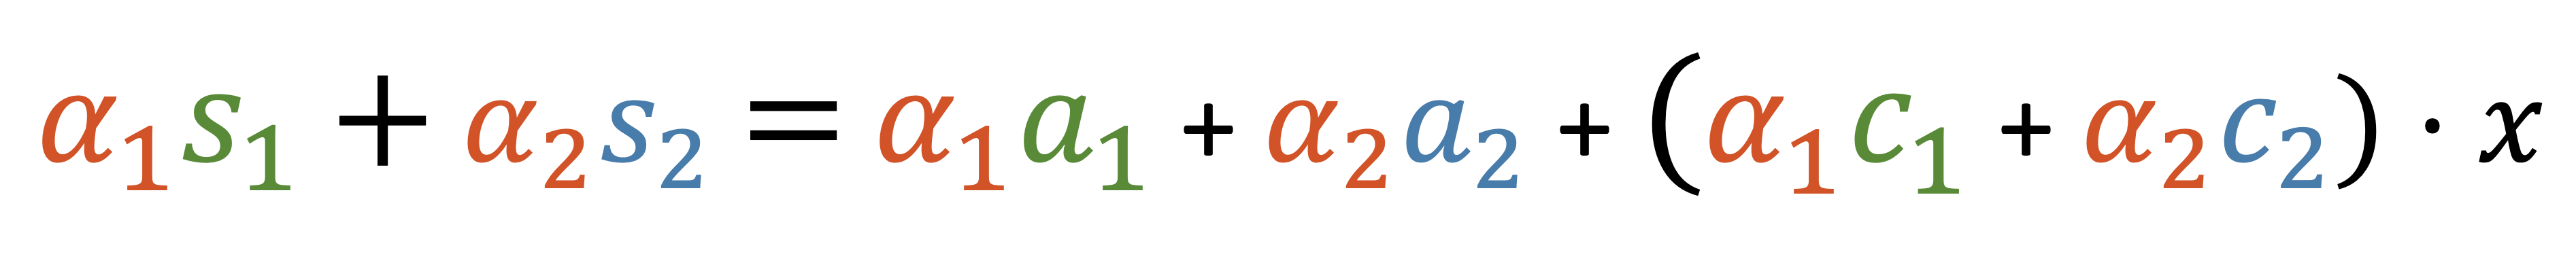 α₁s₁ + α₂s₂ = α₁a₁ + α₂a₂ + (α₁c₁ + α₂c₂) · x